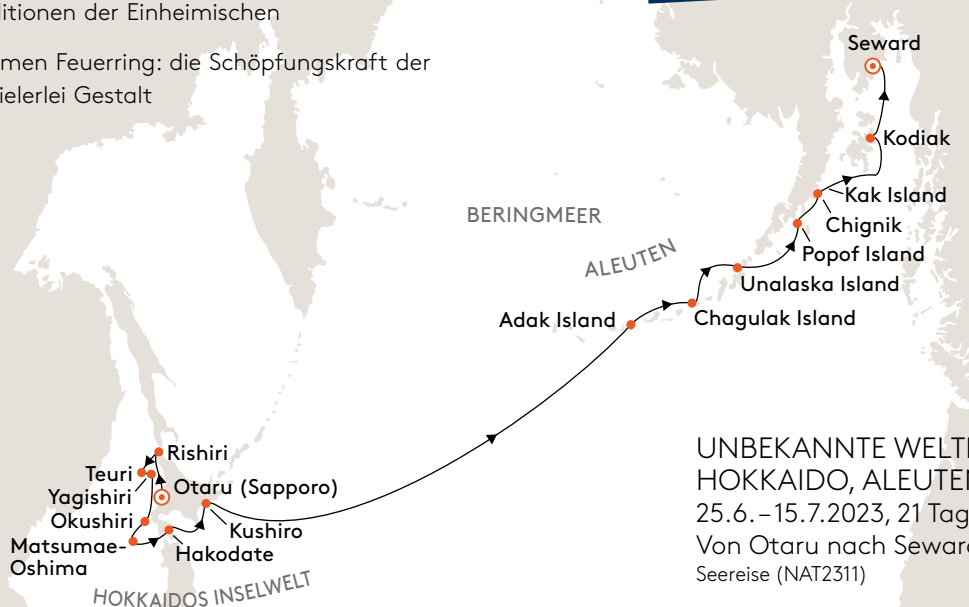 ditionen der Einheimischen
men Feuerring: die Schöpfungskraft der
ielerlei Gestalt
Seward
Kodiak
Kak Island
Chignik
Popof Island
Unalaska Island
Chagulak Island
Adak Island
BERINGMEER
ALEUTEN
Rishiri
Teuri
Yagishiri
Otaru (Sapporo)
Okushiri
Kushiro
Matsumae-
Oshima
Hakodate
HOKKAIDOS INSELWELT
UNBEKANNTE WELTE
HOKKAIDO, ALEUTEN
25.6.–15.7.2023, 21 Tag
Von Otaru nach Seward
Seereise (NAT2311)